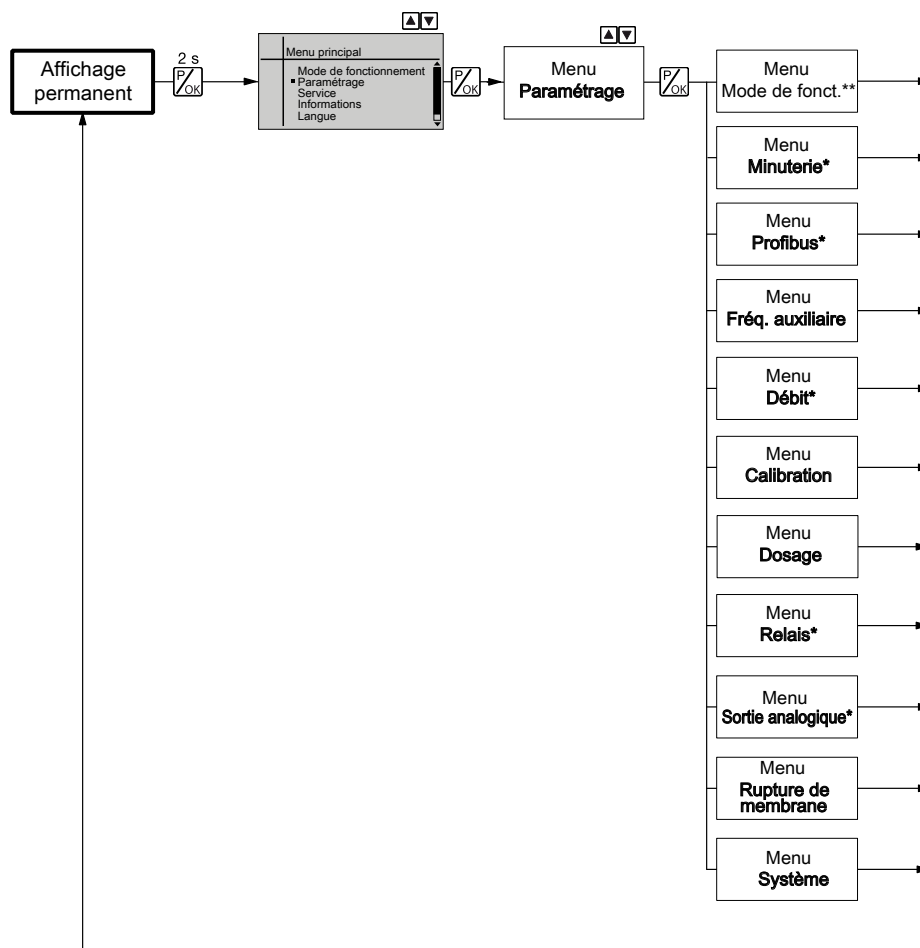 Affichage
permanent
2 s
P/OK
Menu principal
Mode de fonctionnement
Paramétrage
Service
Informations
Langue
P/OK
Menu
Paramétrage
P/OK
Menu
Mode de fonct.**
Menu
Minuterie*
Menu
Profibus*
Menu
Fréq. auxiliaire
Menu
Débit*
Menu
Calibration
Menu
Dosage
Menu
Relais*
Menu
Sortie analogique*
Menu
Rupture de
membrane
Menu
Système